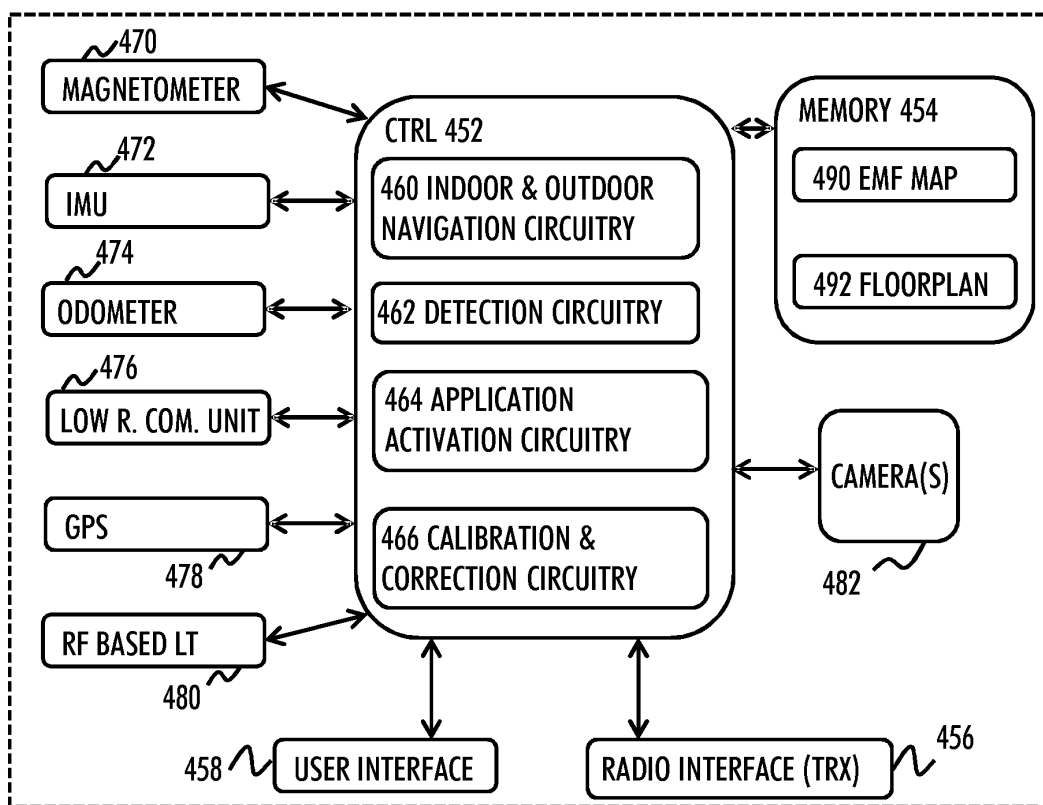 470
MAGNETOMETER
472
IMU
474
ODOMETER
476
LOW R. COM. UNIT
GPS
478
RF BASED LT
480
CTRL 452
460 INDOOR & OUTDOOR
NAVIGATION CIRCUITRY
462 DETECTION CIRCUITRY
464 APPLICATION
ACTIVATION CIRCUITRY
466 CALIBRATION &
CORRECTION CIRCUITRY
MEMORY 454
490 EMF MAP
492 FLOORPLAN
CAMERA(S)
482
458
USER INTERFACE
RADIO INTERFACE (TRX)
456